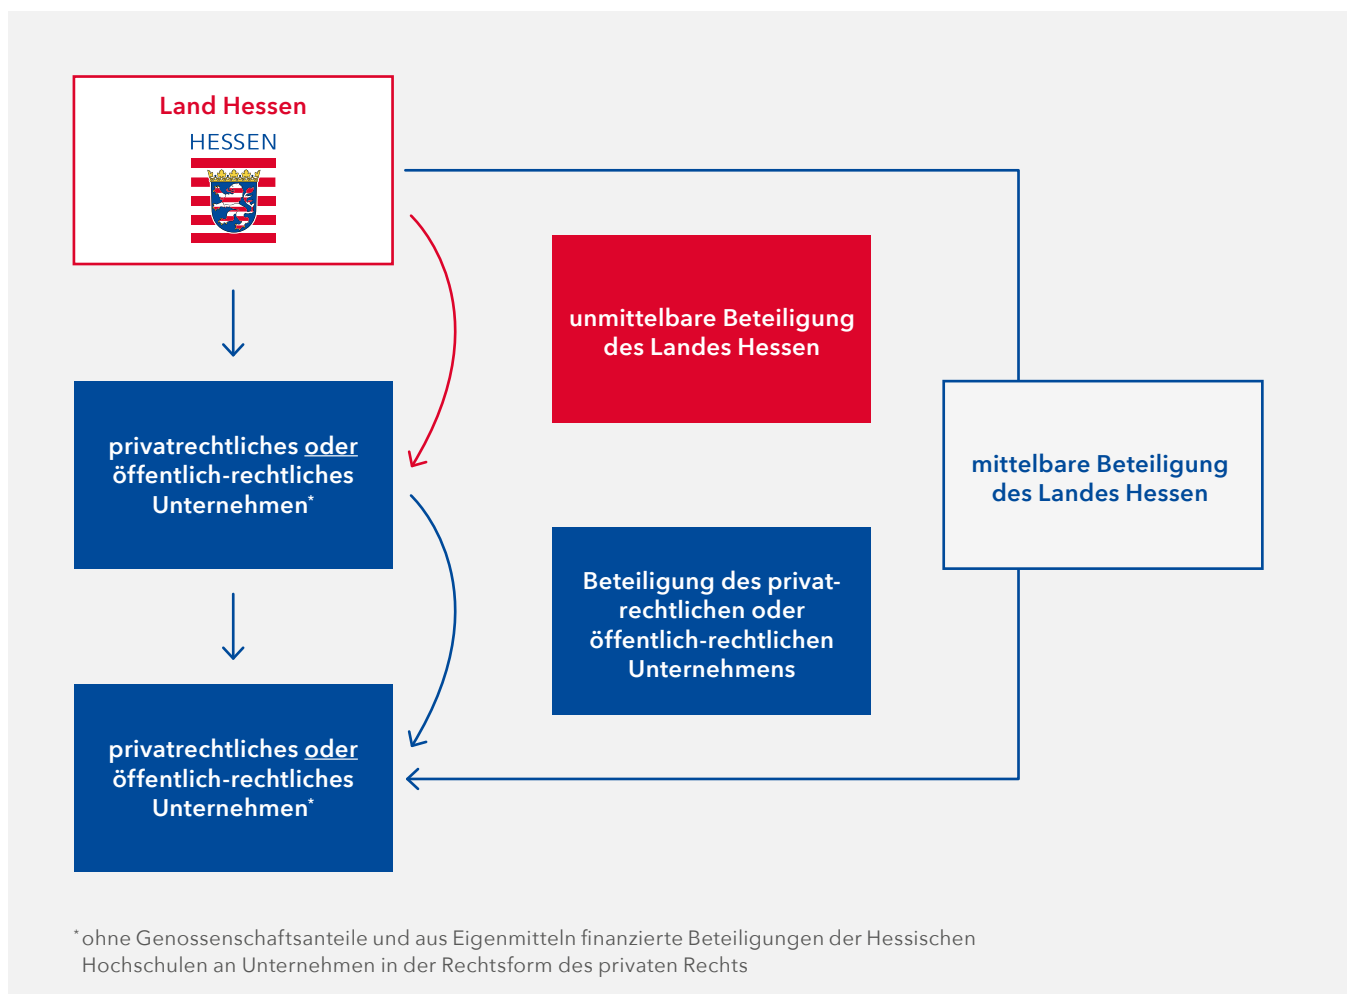 Land Hessen
HESSEN
unmittelbare Beteiligung
des Landes Hessen
privatrechtliches oder
öffentlich-rechtliches
Unternehmen*
mittelbare Beteiligung
des Landes Hessen
Beteiligung des privat-
rechtlichen oder
öffentlich-rechtlichen
Unternehmens
privatrechtliches oder
öffentlich-rechtliches
Unternehmen*
* ohne Genossenschaftsanteile und aus Eigenmitteln finanzierte Beteiligungen der Hessischen
Hochschulen an Unternehmen in der Rechtsform des privaten Rechts